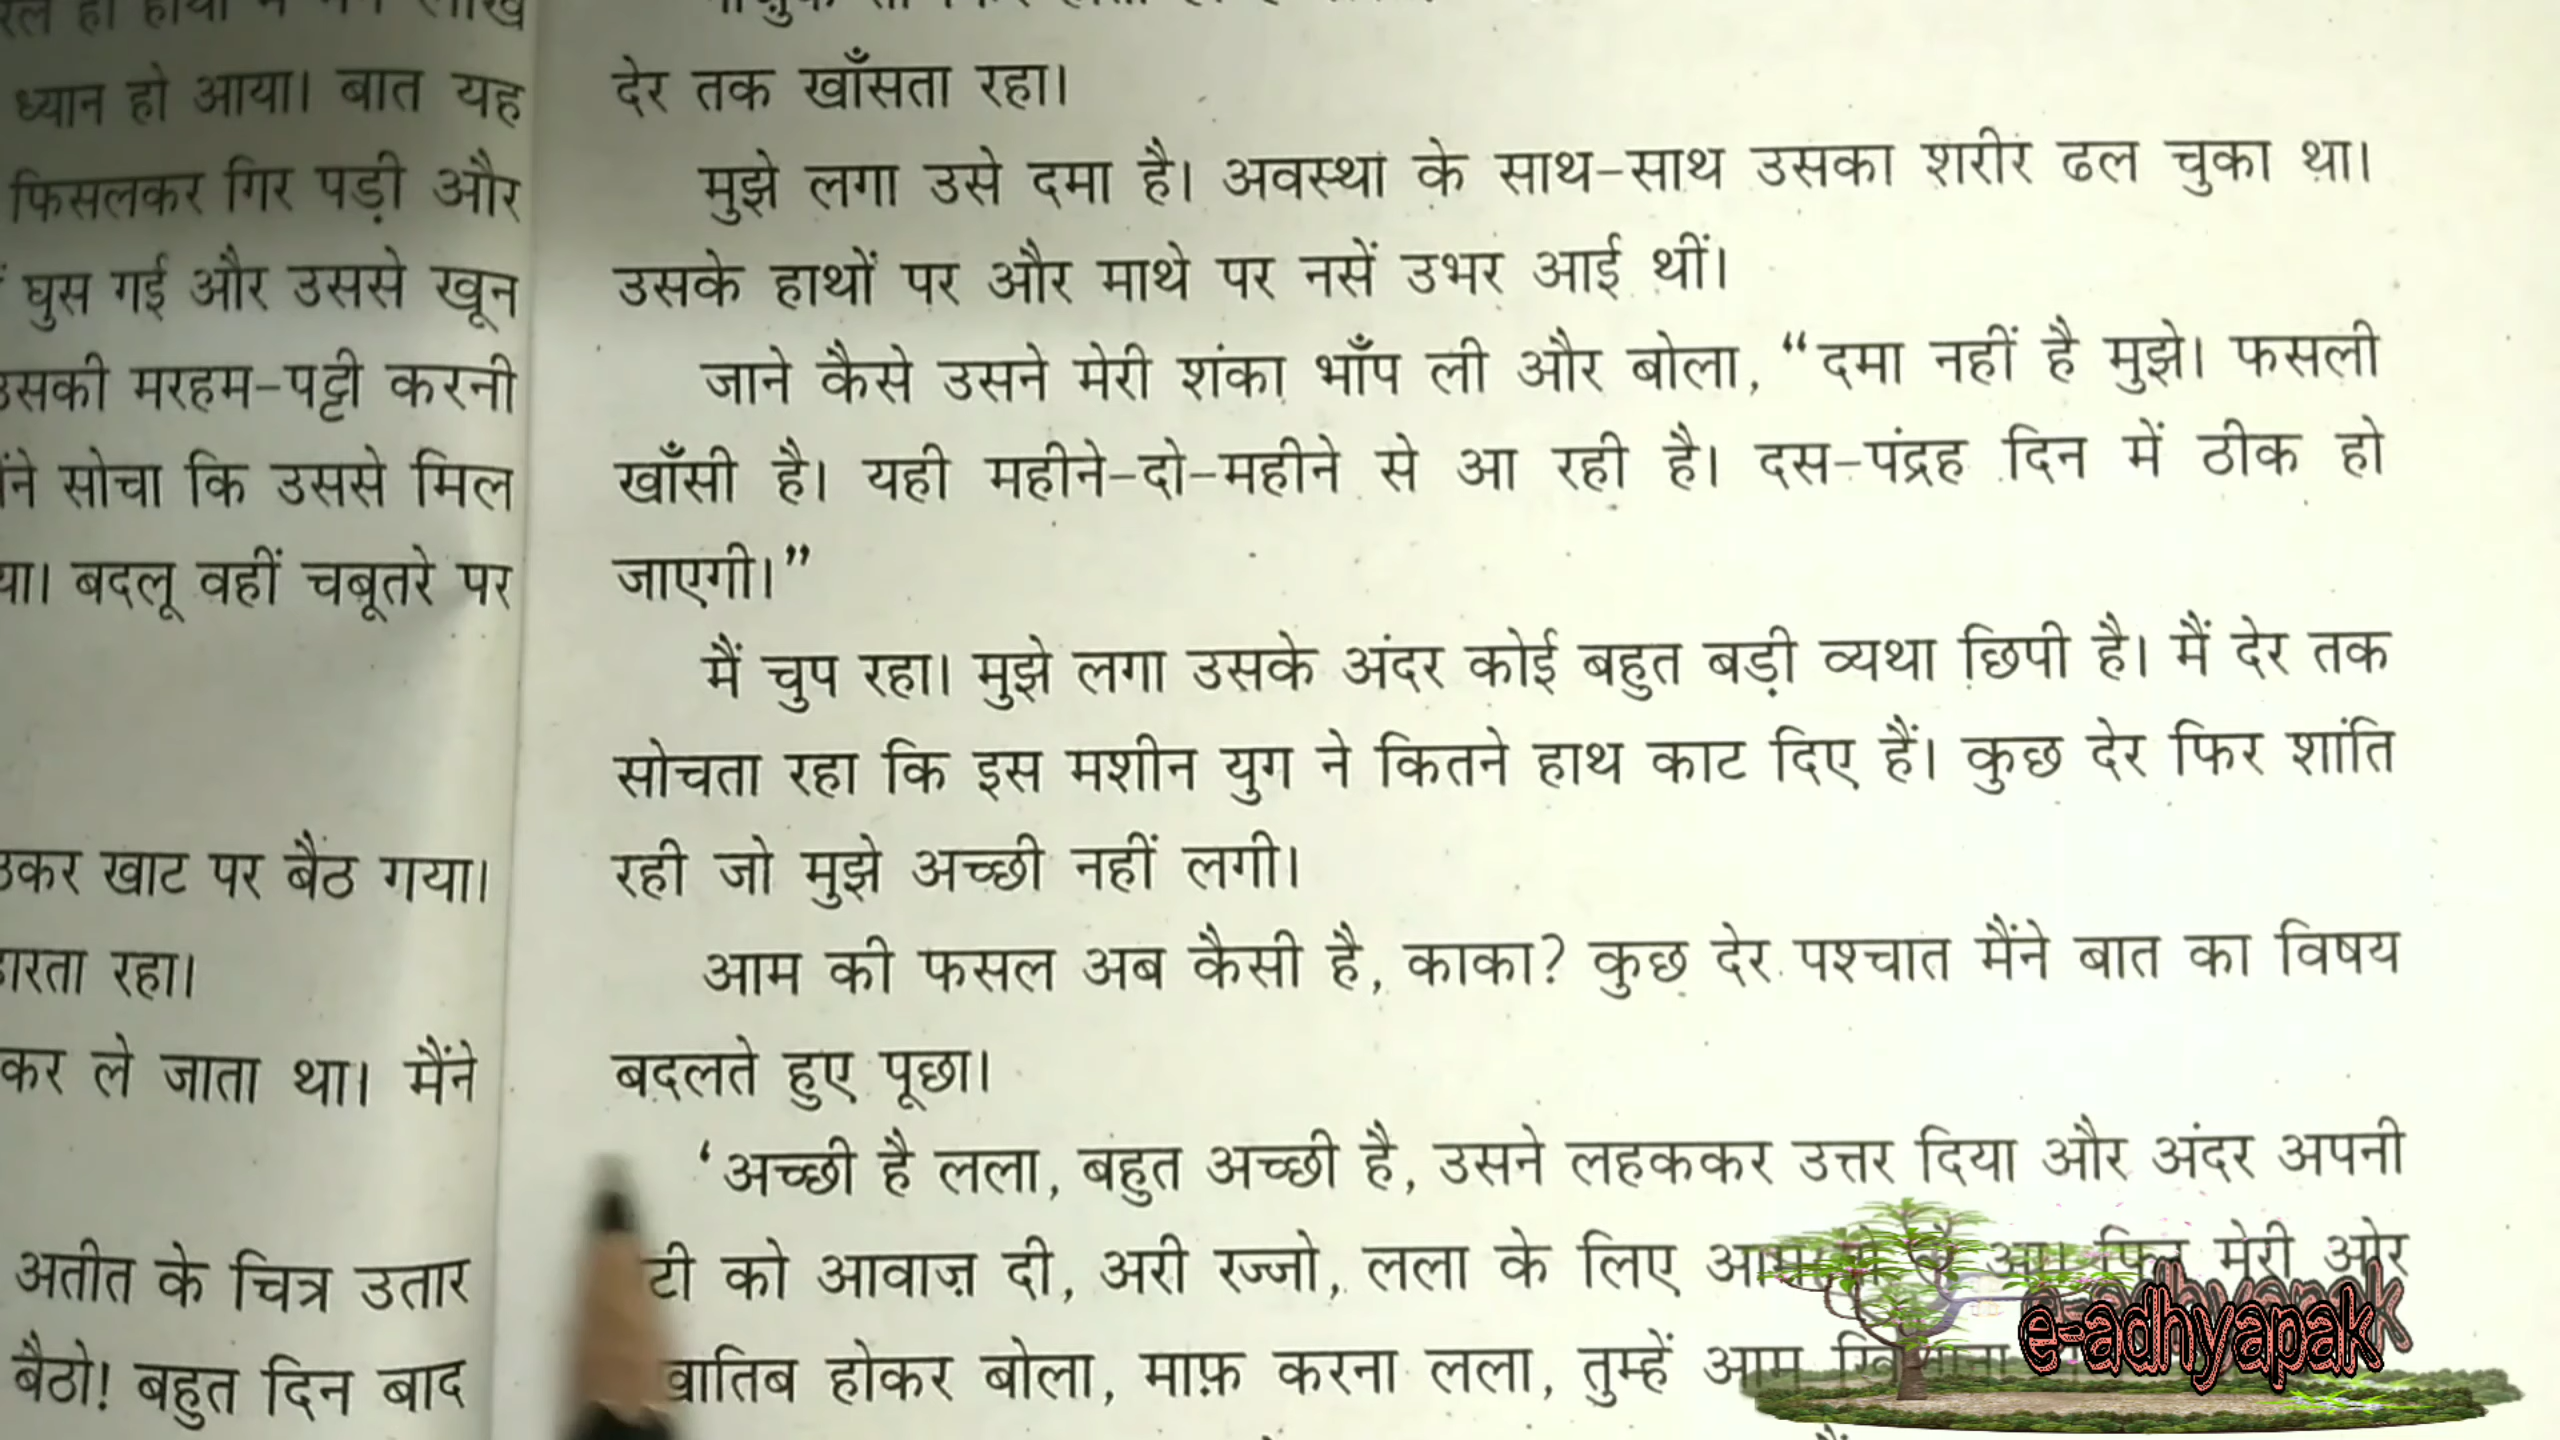 ध्यान हो आया। बात यह
फिसलकर गिर पड़ी और
घुस गई और उससे खून
उसकी मरहम-पट्टी करनी
सोचा कि उससे मिल
बदलू वहीं चबूतरे पर
खाट पर बैठ गया।
रहा।
कर ले जाता था। मैंने
अतीत के चित्र उतार
बैठो! बहुत दिन बाद
देर तक खाँसता रहा।
मुझे लगा उसे दमा है। अवस्था के साथ-साथ उसका शरीर ढल चुका था।
उसके हाथों पर और माथे पर नसें उभर आई थीं।
जाने कैसे उसने मेरी शंका भाँप ली और बोला, “दमा नहीं है मुझे। फसली
खाँसी है। यही महीने-दो-महीने से आ रही है। दस-पंद्रह दिन में ठीक हो
जाएगी।”
मैं चुप रहा। मुझे लगा उसके अंदर कोई बहुत बड़ी व्यथा छिपी है। मैं देर तक
सोचता रहा कि इस मशीन युग ने कितने हाथ काट दिए हैं। कुछ देर फिर शांति
रही जो मुझे अच्छी नहीं लगी।
आम की फसल अब कैसी है, काका? कुछ देर पश्चात मैंने बात का विषय
बदलते हुए पूछा।
‘अच्छी है लला, बहुत अच्छी है, उसने लहककर उत्तर दिया और अंदर अपनी
को आवाज़ दी, अरी रज्जो, लला के लिए मेरी ओर
होकर बोला, माफ़ करना लला, तुम्हें आम
e-adhyapak